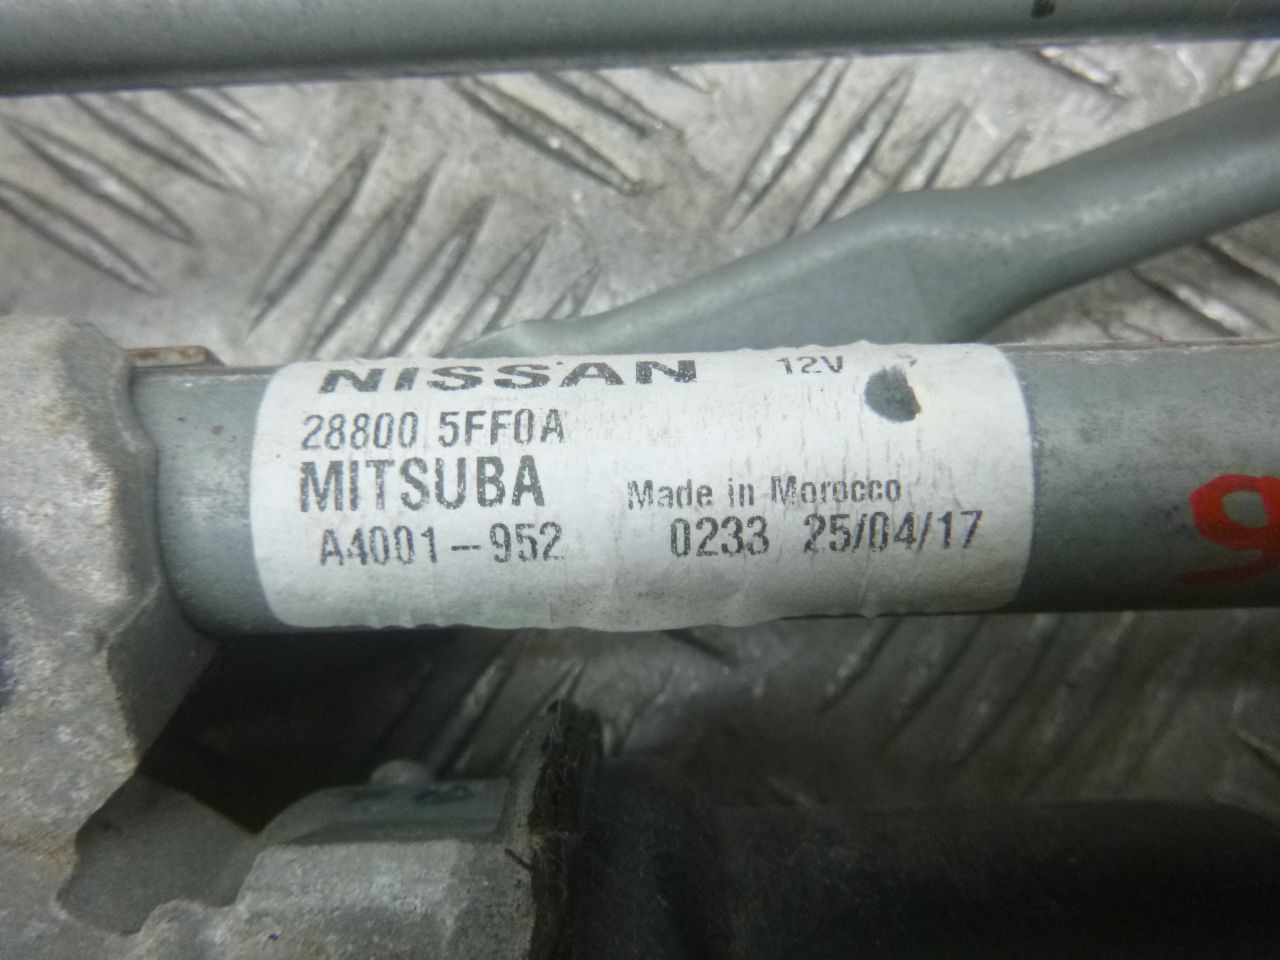 NISSAN 12V
28800 5FF0A
MITSUBA Made in Morocco
A4001-952 0233 25/04/17